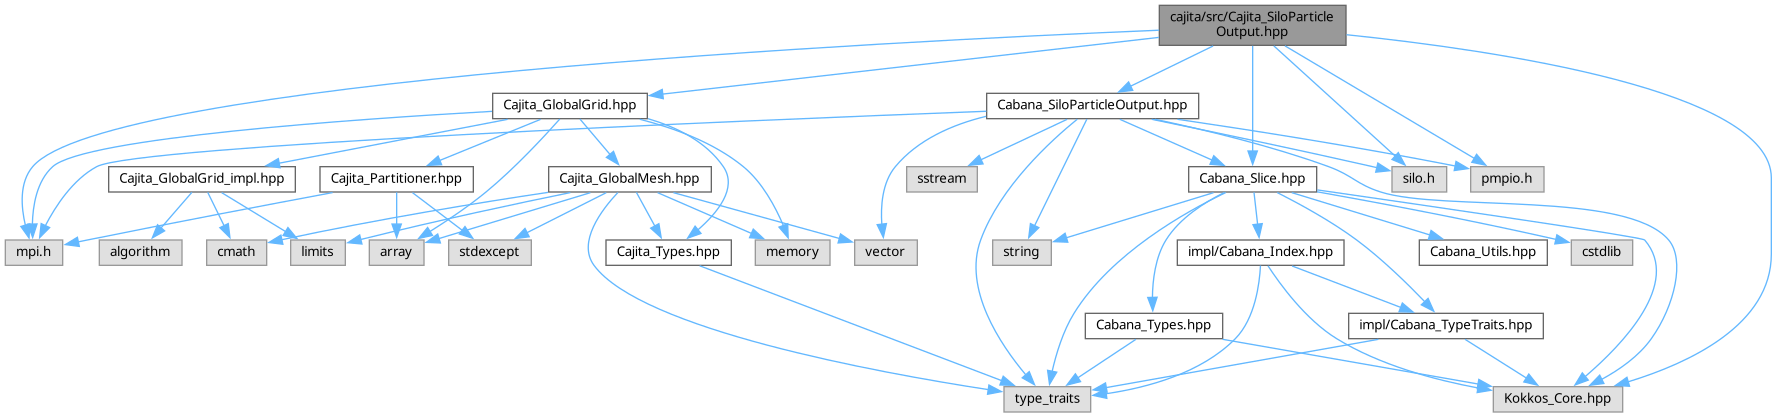 cajita/src/Cajita_SiloParticle
Output.hpp
Cajita_GlobalGrid.hpp
Cabana_SiloParticleOutput.hpp
Cajita_GlobalGrid_impl.hpp
Cajita_Partitioner.hpp
Cajita_GlobalMesh.hpp
sstream
Cabana_Slice.hpp
silo.h
pmpio.h
mpi.h
algorithm
cmath
limits
array
stdexcept
Cajita_Types.hpp
memory
vector
string
impl/Cabana_Index.hpp
Cabana_Utils.hpp
cstdlib
Cabana_Types.hpp
impl/Cabana_TypeTraits.hpp
type_traits
Kokkos_Core.hpp